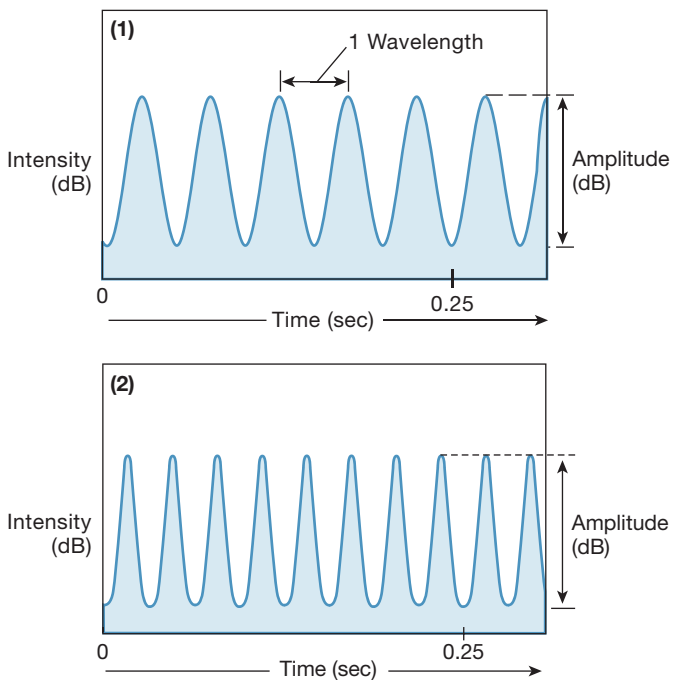 (1)
1 Wavelength
Intensity
(dB)
Amplitude
(dB)
0
0.25
Time (sec)
(2)
Intensity
(dB)
Amplitude
(dB)
0
0.25
Time (sec)